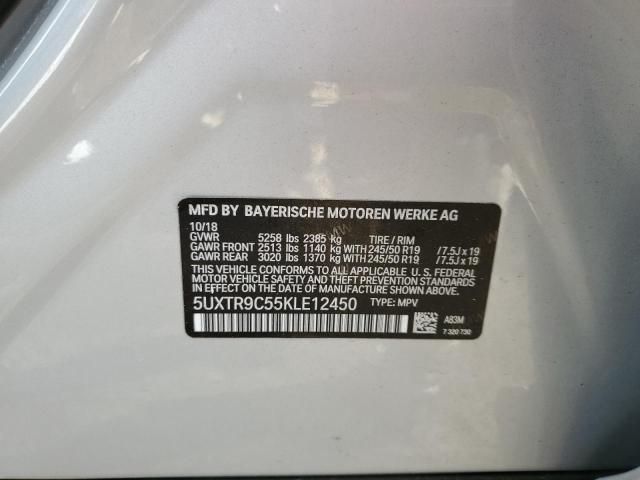 MFD BY BAYERISCHE MOTOREN WERKE AG
10/18
GVWR 5258 lbs 2385 kg TIRE / RIM
GAWR FRONT 2513 lbs 1140 kg WITH 245/50 R19 /7.5J x 19
GAWR REAR 3020 lbs 1370 kg WITH 245/50 R19 /7.5J x 19
THIS VEHICLE CONFORMS TO ALL APPLICABLE U. S. FEDERAL
MOTOR VEHICLE SAFETY AND THEFT PREVENTION STANDARDS
IN EFFECT ON THE DATE OF MANUFACTURE SHOWN ABOVE.
5UXTR9C55KLE12450 TYPE: MPV
A83M
7 320 730